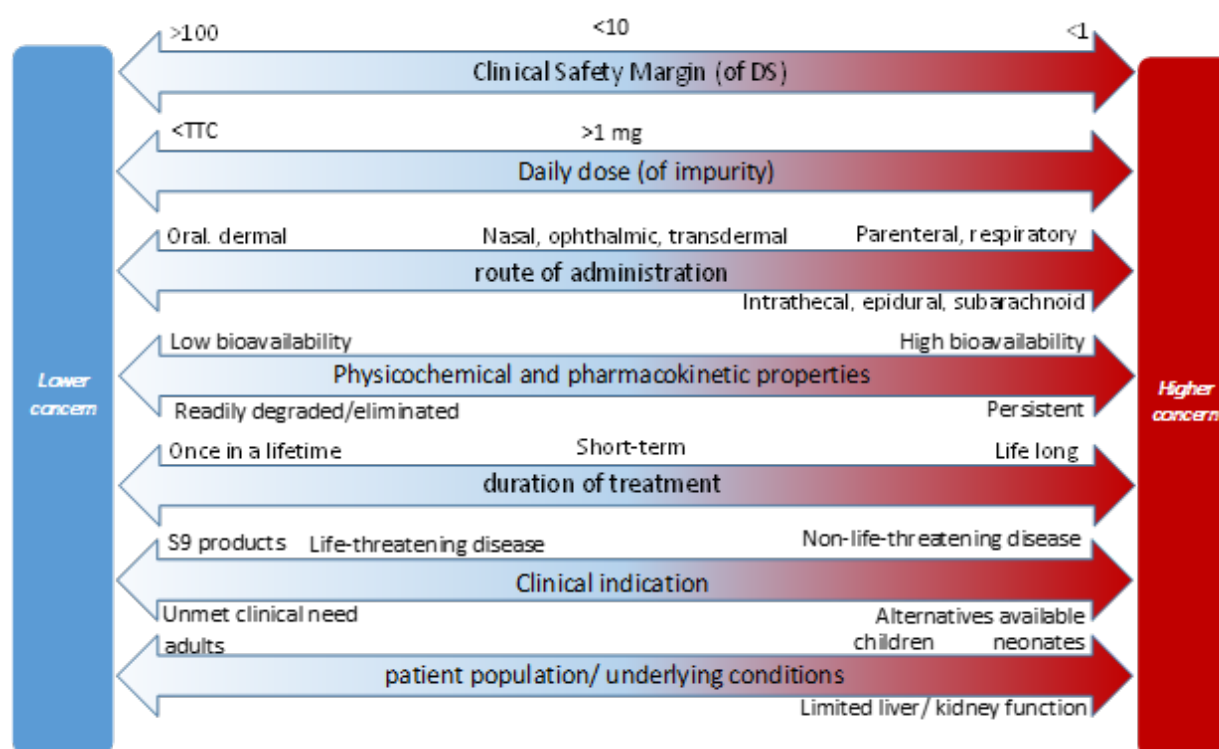 >100 <10 <1
Clinical Safety Margin (of DS)
<TTC >1 mg
Daily dose (of impurity)
Oral. dermal Nasal, ophthalmic, transdermal Parenteral, respiratory
route of administration
Intrathecal, epidural, subarachnoid
Low bioavailability High bioavailability
Physicochemical and pharmacokinetic properties
Lower
concern
Higher
concern
Readily degraded/eliminated Persistent
Once in a lifetime Short-term Life long
duration of treatment
S9 products Life-threatening disease Non-life-threatening disease
Clinical indication
Unmet clinical need Alternatives available
adults children neonates
patient population/ underlying conditions
Limited liver/ kidney function